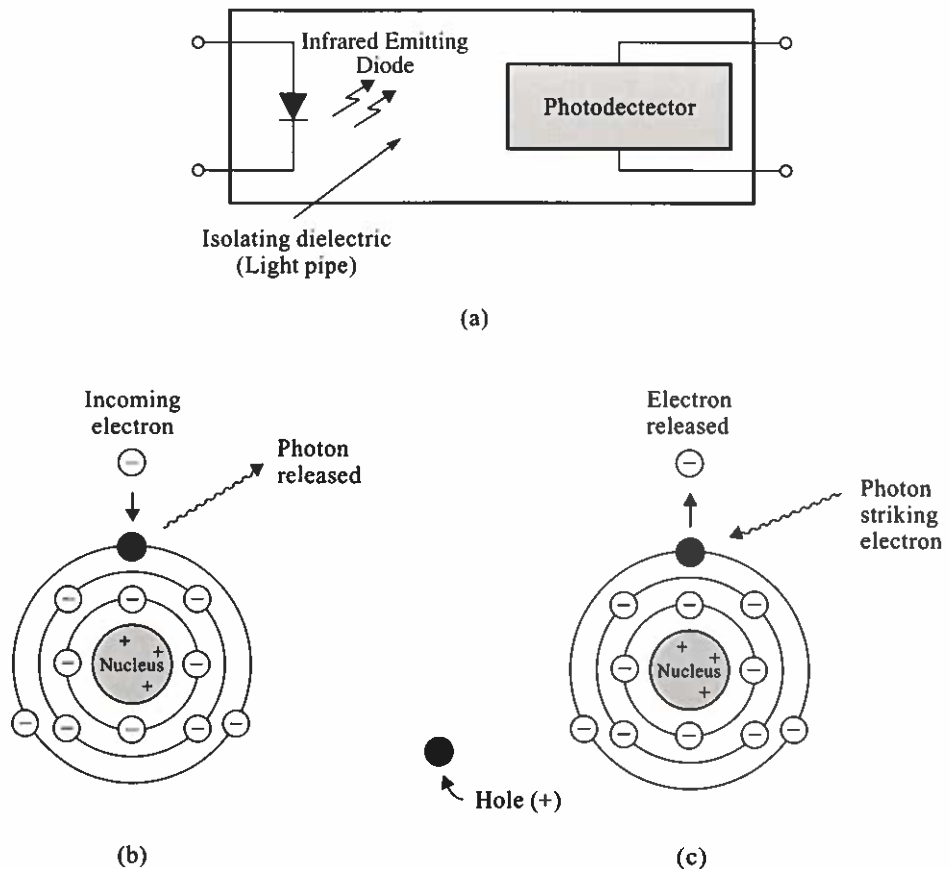 Infrared Emitting
Diode
Photodectector
Isolating dielectric
(Light pipe)
(a)
Incoming
electron
−
Photon
released
− − −
− Nucleus −
+ + +
− − −
− −
(b)
Hole (+)
Electron
released
−
Photon
striking
electron
− − −
− Nucleus −
+ + +
− − −
− −
(c)